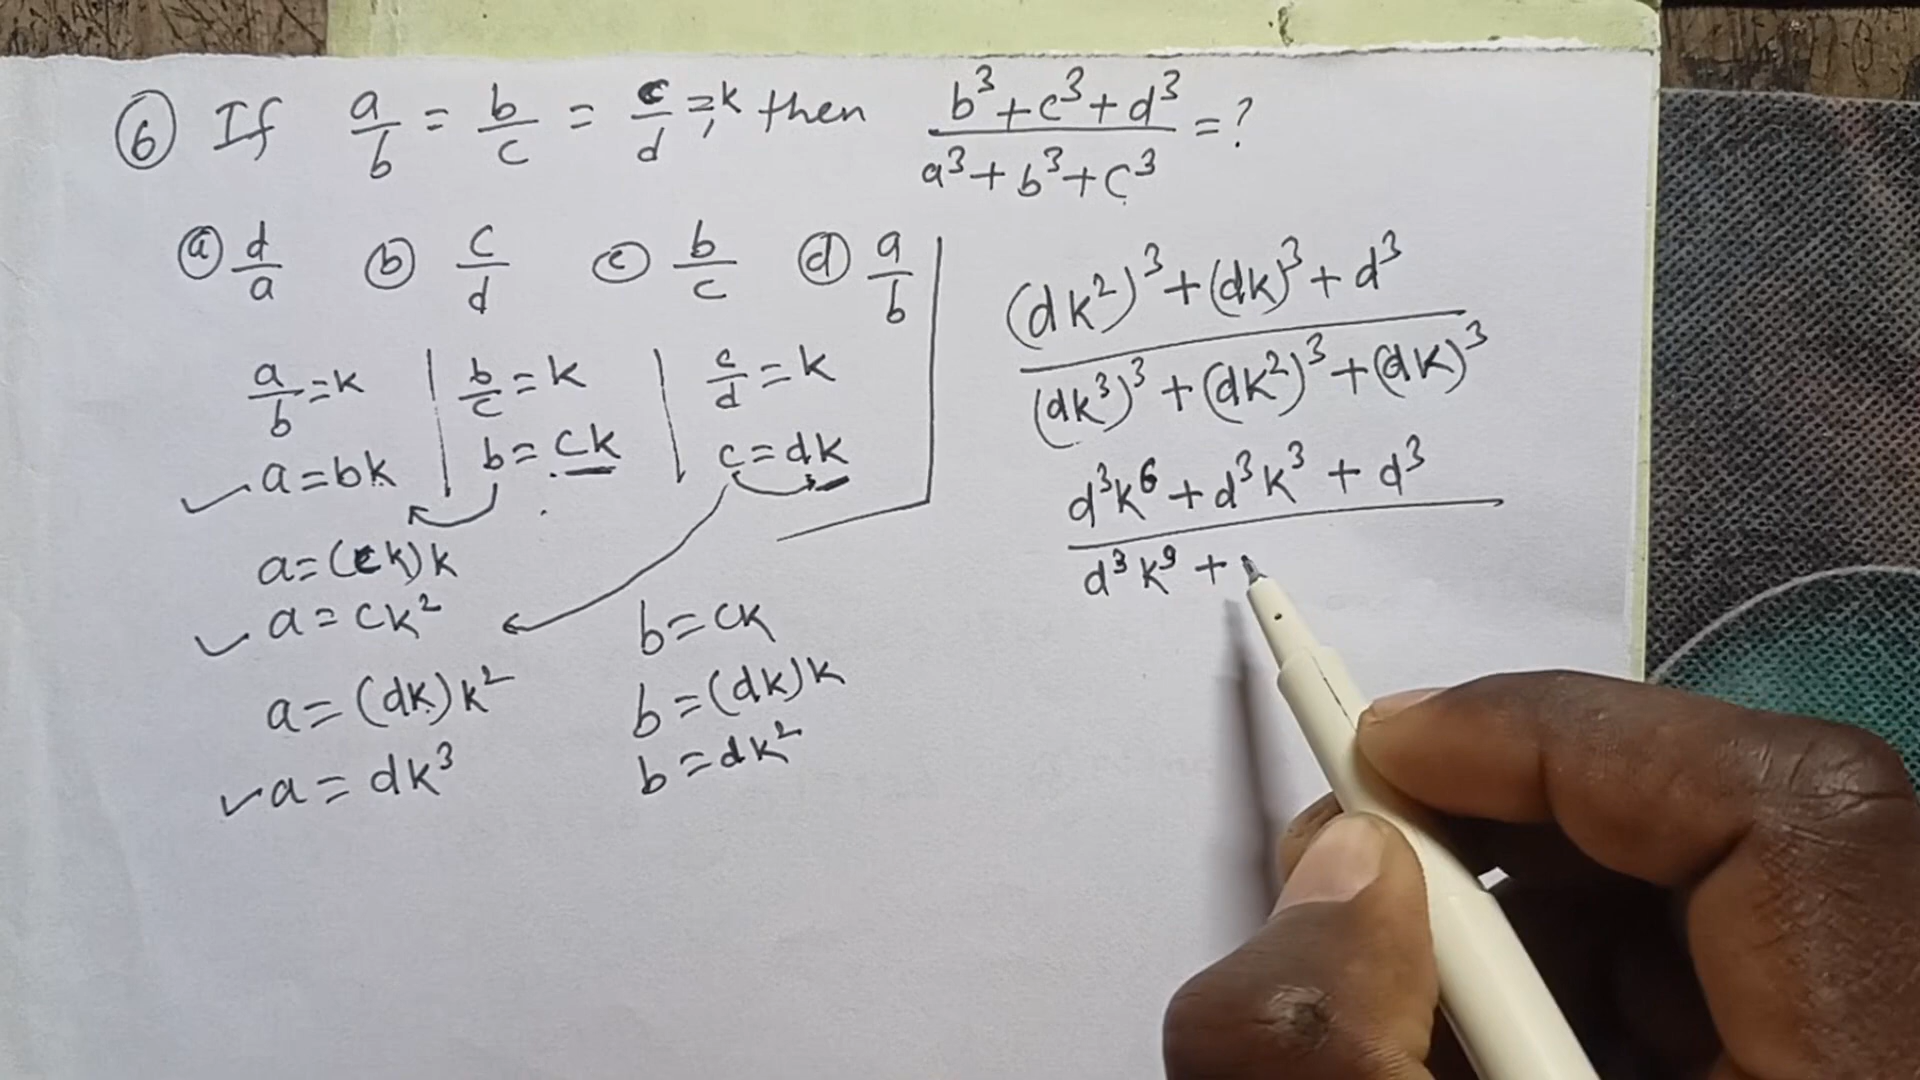 ⑥ If a/b = b/c = c/d = k, then (b³+c³+d³)/(a³+b³+c³) = ?
ⓐ d/a ⓑ c/d ⓒ b/c ⓓ a/b
a/b = k | b/c = k | c/d = k
✓ a = bk | b = ck | c = dk
a = (ck)k
✓ a = ck²
a = (dk)k²
✓ a = dk³
b = ck
b = (dk)k
b = dk²
((dk²)³ + (dk)³ + d³)/((dk³)³ + (dk²)³ + (dk)³)
d³k⁶ + d³k³ + d³
d³k⁹ +